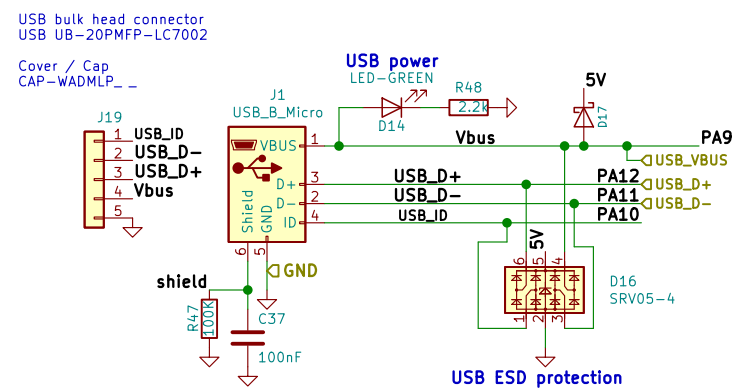 USB bulk head connector
USB UB-20PMFP-LC7002
Cover / Cap
CAP-WADMLP_ _
J19
1 USB_ID
2 USB_D-
3 USB_D+
4 Vbus
5
J1
USB_B_Micro
VBUS 1
D+ 3
D- 2
ID 4
Shield
GND
6
5
GND
shield
R47
100K
C37
100nF
USB power
LED-GREEN
D14
R48
2.2k
5V
D17
Vbus
PA9
USB_VBUS
USB_D+
PA12
USB_D+
USB_D-
PA11
USB_D-
USB_ID
PA10
5V
6
5
4
1
2
3
D16
SRV05-4
USB ESD protection